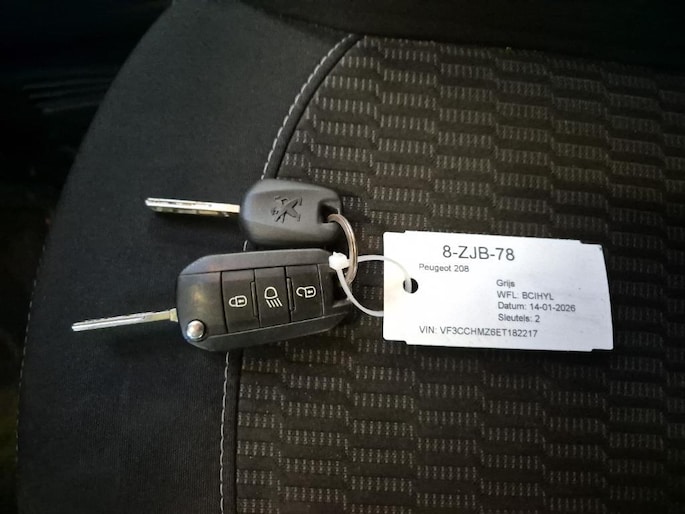 8-ZJB-78
Peugeot 208
Grijs
WFL: BCIHYL
Datum: 14-01-2026
Sleutels: 2
VIN: VF3CCHMZ6ET182217